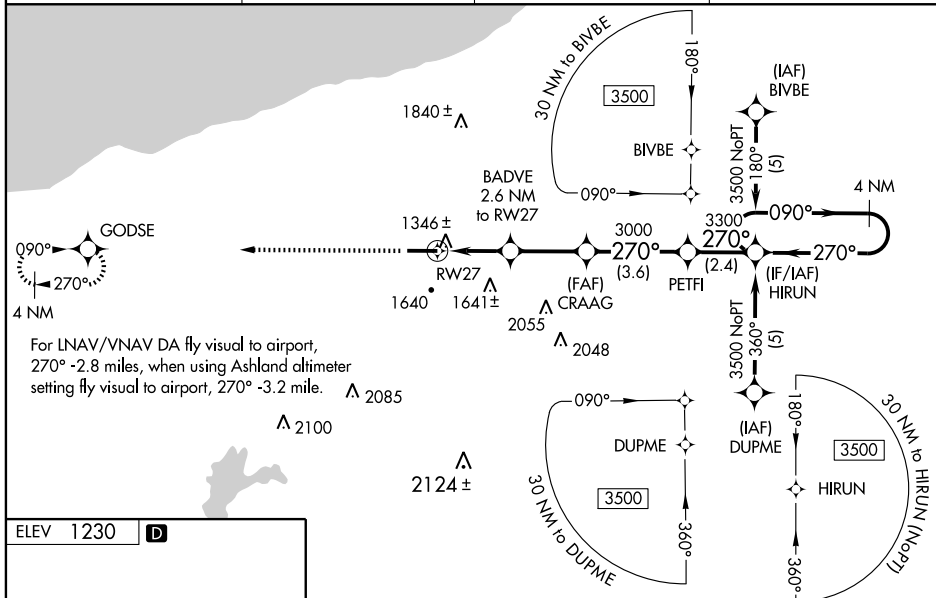 30 NM to BIVBE
180°
3500
BIVBE
090°
(IAF)
BIVBE
3500 NoPT
180°
(5)
4 NM
090°
270°
1840 ±
BADVE
2.6 NM
to RW27
1346 ±
RW27
1640
1641 ±
GODSE
090°
270°
4 NM
3000
270°
(3.6)
3300
270°
(2.4)
(FAF)
CRAAG
PETFI
(IF/IAF)
HIRUN
2055
2048
For LNAV/VNAV DA fly visual to airport,
270° -2.8 miles, when using Ashland altimeter
setting fly visual to airport, 270° -3.2 mile.
2085
2100
2124 ±
3500 NoPT
360°
(5)
(IAF)
DUPME
090°
DUPME
3500
360°
30 NM to DUPME
180°
3500
HIRUN
360°
30 NM to HIRUN (NoPT)
ELEV 1230 D